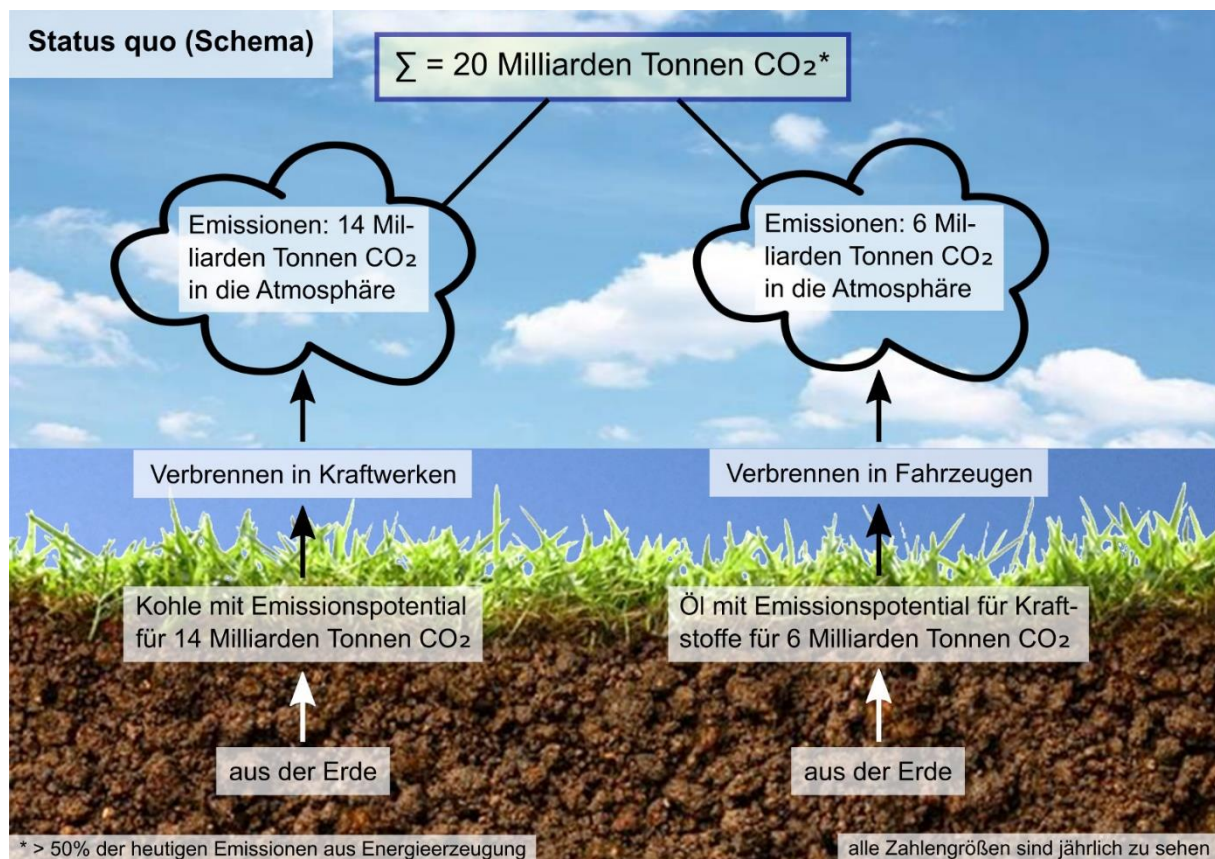 Status quo (Schema)
∑ = 20 Milliarden Tonnen CO₂*
Emissionen: 14 Mil-
liarden Tonnen CO₂
in die Atmosphäre
Emissionen: 6 Mil-
liarden Tonnen CO₂
in die Atmosphäre
Verbrennen in Kraftwerken
Verbrennen in Fahrzeugen
Kohle mit Emissionspotential
für 14 Milliarden Tonnen CO₂
Öl mit Emissionspotential für Kraft-
stoffe für 6 Milliarden Tonnen CO₂
aus der Erde
aus der Erde
* > 50% der heutigen Emissionen aus Energieerzeugung
alle Zahlengrößen sind jährlich zu sehen